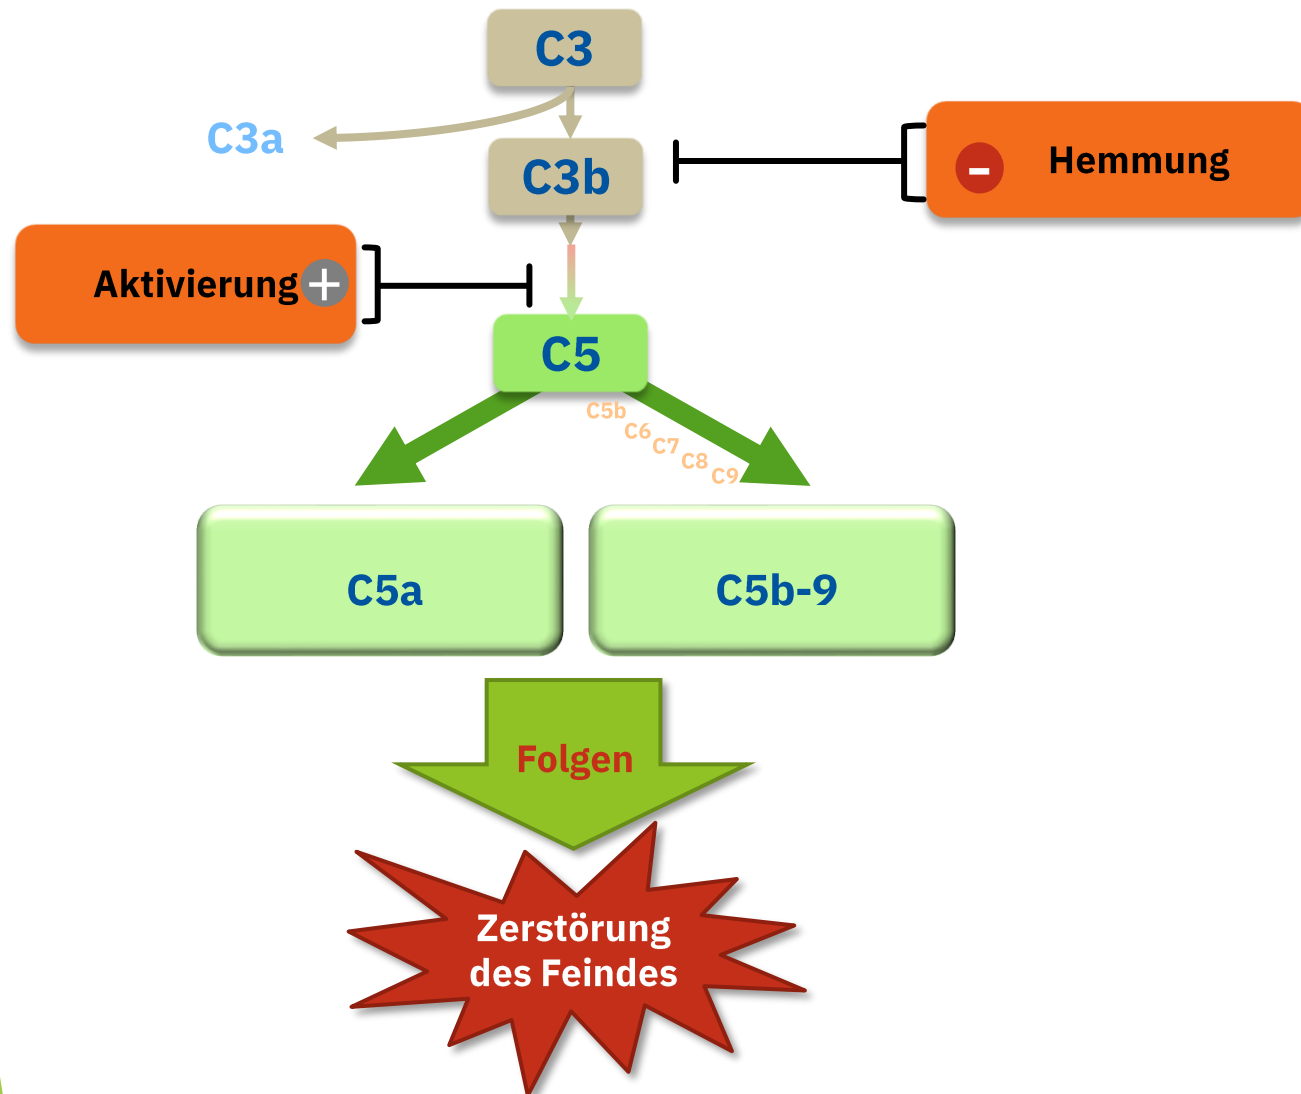 C3
C3a
C3b
-
Hemmung
Aktivierung +
C5
C5b
C6
C7
C8
C9
C5a
C5b-9
Folgen
Zerstörung
des Feindes